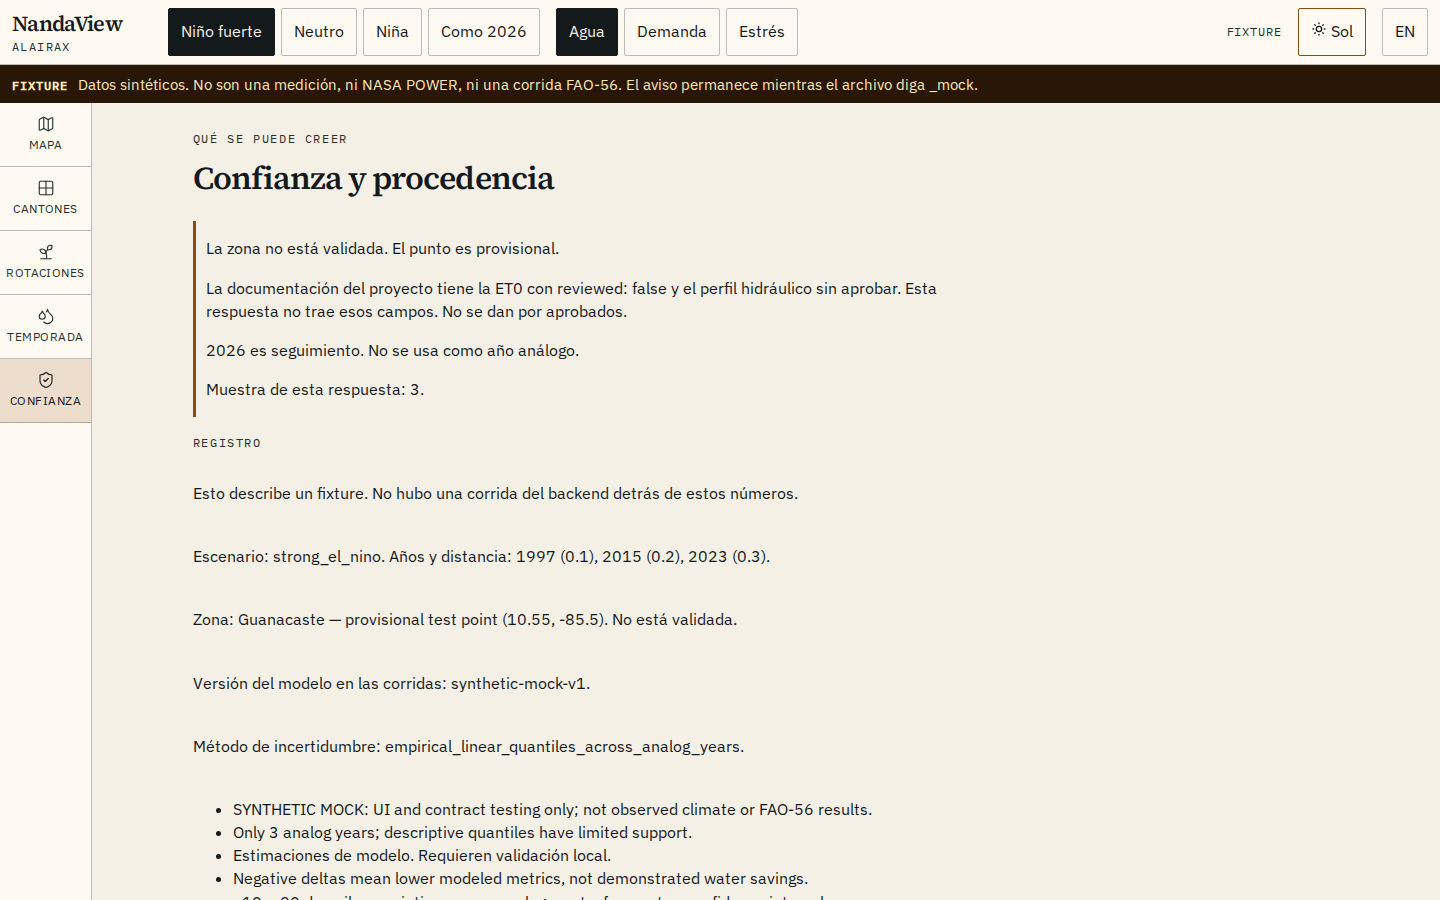 NandaView
ALAIRAX
Niño fuerte
Neutro
Niña
Como 2026
Agua
Demanda
Estrés
FIXTURE
Sol
EN
FIXTURE Datos sintéticos. No son una medición, ni NASA POWER, ni una corrida FAO-56. El aviso permanece mientras el archivo diga _mock.
MAPA
CANTONES
ROTACIONES
TEMPORADA
CONFIANZA
QUÉ SE PUEDE CREER
Confianza y procedencia
La zona no está validada. El punto es provisional.
La documentación del proyecto tiene la ET0 con reviewed: false y el perfil hidráulico sin aprobar. Esta
respuesta no trae esos campos. No se dan por aprobados.
2026 es seguimiento. No se usa como año análogo.
Muestra de esta respuesta: 3.
REGISTRO
Esto describe un fixture. No hubo una corrida del backend detrás de estos números.
Escenario: strong_el_nino. Años y distancia: 1997 (0.1), 2015 (0.2), 2023 (0.3).
Zona: Guanacaste — provisional test point (10.55, -85.5). No está validada.
Versión del modelo en las corridas: synthetic-mock-v1.
Método de incertidumbre: empirical_linear_quantiles_across_analog_years.
• SYNTHETIC MOCK: UI and contract testing only; not observed climate or FAO-56 results.
• Only 3 analog years; descriptive quantiles have limited support.
• Estimaciones de modelo. Requieren validación local.
• Negative deltas mean lower modeled metrics, not demonstrated water savings.